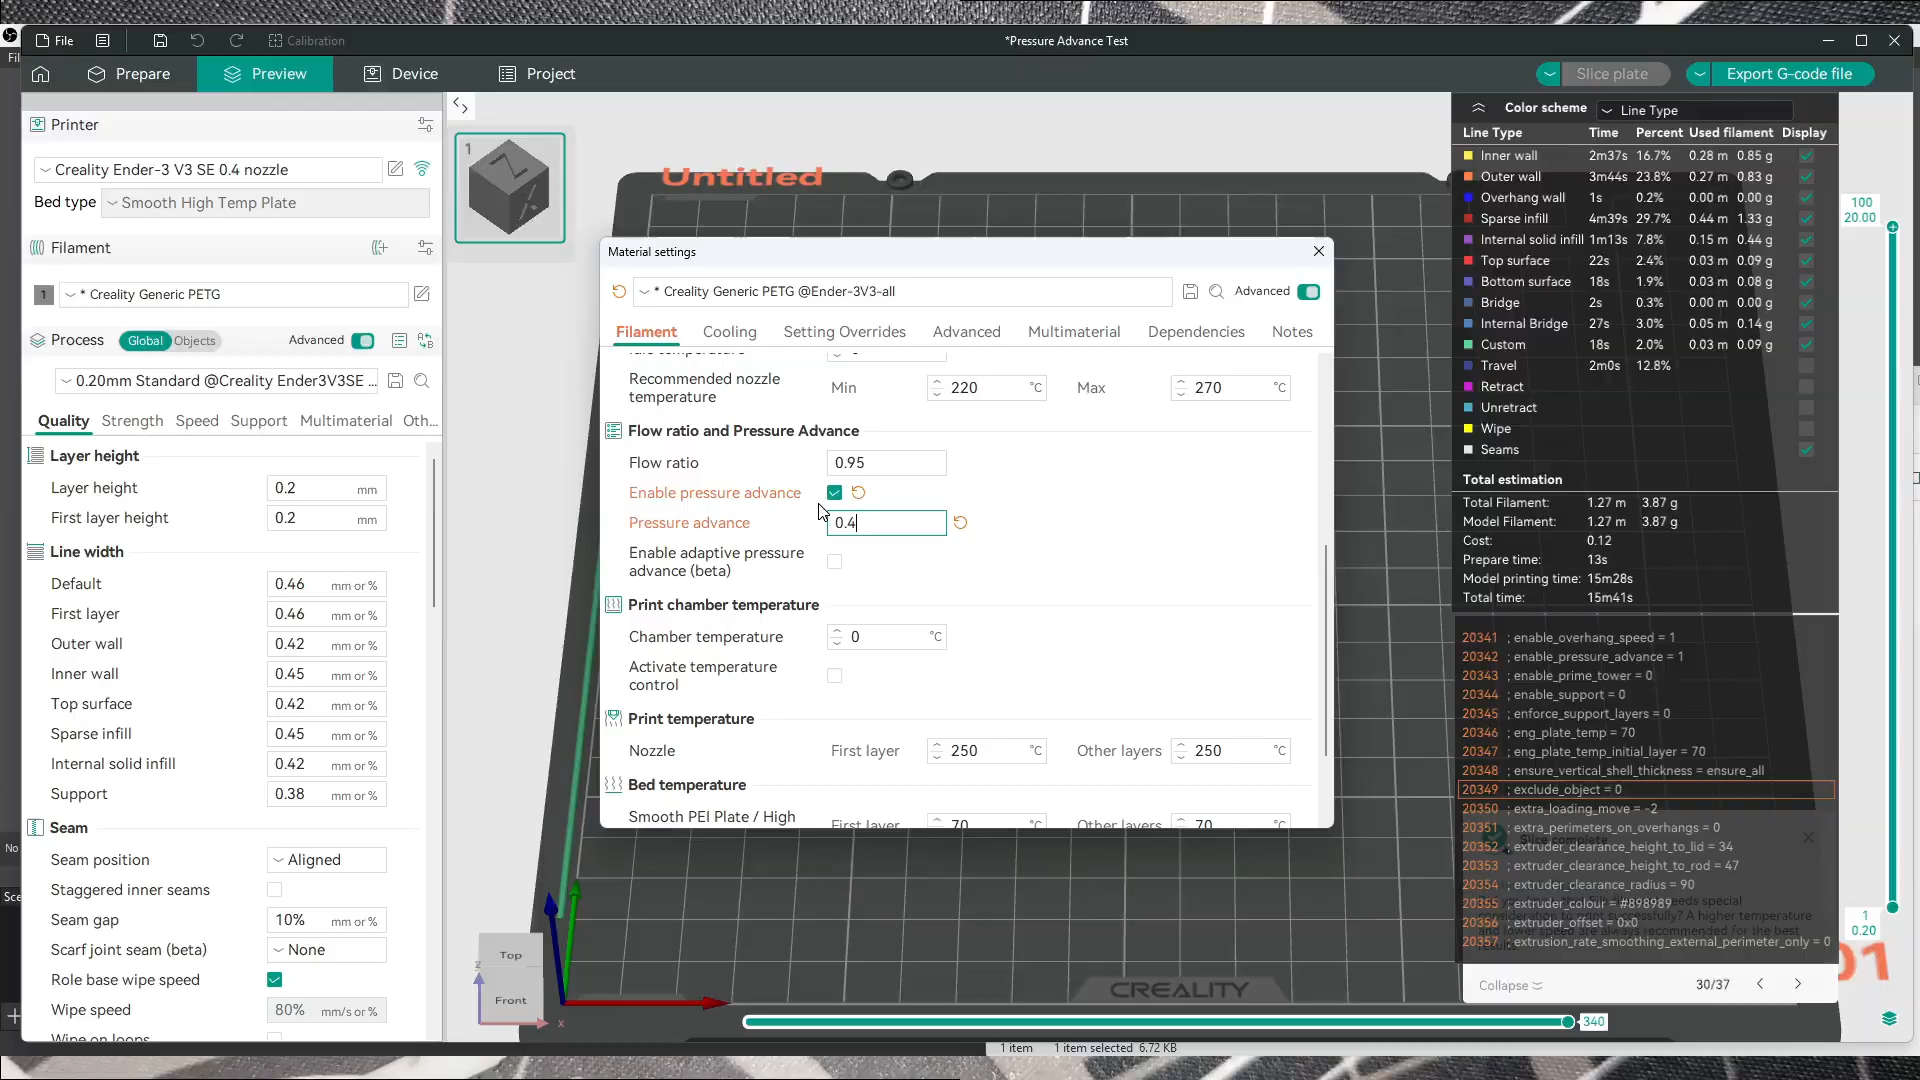 File
Calibration
*Pressure Advance Test
Prepare
Preview
Device
Project
Slice plate
Export G-code file
Printer
Creality Ender-3 V3 SE 0.4 nozzle
Bed type
Smooth High Temp Plate
Filament
1
* Creality Generic PETG
Process
Global
Objects
Advanced
0.20mm Standard @Creality Ender3V3SE ...
Quality
Strength
Speed
Support
Multimaterial
Oth...
Layer height
Layer height 0.2 mm
First layer height 0.2 mm
Line width
Default 0.46 mm or %
First layer 0.46 mm or %
Outer wall 0.42 mm or %
Inner wall 0.45 mm or %
Top surface 0.42 mm or %
Sparse infill 0.45 mm or %
Internal solid infill 0.42 mm or %
Support 0.38 mm or %
Seam
Seam position Aligned
Staggered inner seams
Seam gap 10% mm or %
Scarf joint seam (beta) None
Role base wipe speed
Wipe speed 80% mm/s or %
Wipe on loops
1
Untitled
Material settings
* Creality Generic PETG @Ender-3V3-all
Advanced
Filament
Cooling
Setting Overrides
Advanced
Multimaterial
Dependencies
Notes
Recommended nozzle
temperature
Min 220 °C Max 270 °C
Flow ratio and Pressure Advance
Flow ratio 0.95
Enable pressure advance
Pressure advance 0.4
Enable adaptive pressure
advance (beta)
Print chamber temperature
Chamber temperature 0 °C
Activate temperature
control
Print temperature
Nozzle First layer 250 °C Other layers 250 °C
Bed temperature
Smooth PEI Plate / High
First layer 70 °C Other layers 70 °C
Top
Front
z
x
CREALITY
01
340
1 item 1 item selected 6.72 KB
Color scheme Line Type
Line Type Time Percent Used filament Display
Inner wall 2m37s 16.7% 0.28 m 0.85 g
Outer wall 3m44s 23.8% 0.27 m 0.83 g
Overhang wall 1s 0.2% 0.00 m 0.00 g
Sparse infill 4m39s 29.7% 0.44 m 1.33 g
Internal solid infill 1m13s 7.8% 0.15 m 0.44 g
Top surface 22s 2.4% 0.03 m 0.09 g
Bottom surface 18s 1.9% 0.03 m 0.08 g
Bridge 2s 0.3% 0.00 m 0.00 g
Internal Bridge 27s 3.0% 0.05 m 0.14 g
Custom 18s 2.0% 0.03 m 0.09 g
Travel 2m0s 12.8%
Retract
Unretract
Wipe
Seams
Total estimation
Total Filament: 1.27 m 3.87 g
Model Filament: 1.27 m 3.87 g
Cost: 0.12
Prepare time: 13s
Model printing time: 15m28s
Total time: 15m41s
20341 ; enable_overhang_speed = 1
20342 ; enable_pressure_advance = 1
20343 ; enable_prime_tower = 0
20344 ; enable_support = 0
20345 ; enforce_support_layers = 0
20346 ; eng_plate_temp = 70
20347 ; eng_plate_temp_initial_layer = 70
20348 ; ensure_vertical_shell_thickness = ensure_all
20349 ; exclude_object = 0
20350 ; extra_loading_move = -2
20351 ; extra_perimeters_on_overhangs = 0
20352 ; extruder_clearance_height_to_lid = 34
20353 ; extruder_clearance_height_to_rod = 47
20354 ; extruder_clearance_radius = 90
20355 ; extruder_colour = #898989
20356 ; extruder_offset = 0x0
20357 ; extrusion_rate_smoothing_external_perimeter_only = 0
Collapse
30/37
100
20.00
1
0.20
Fil
No
Sce